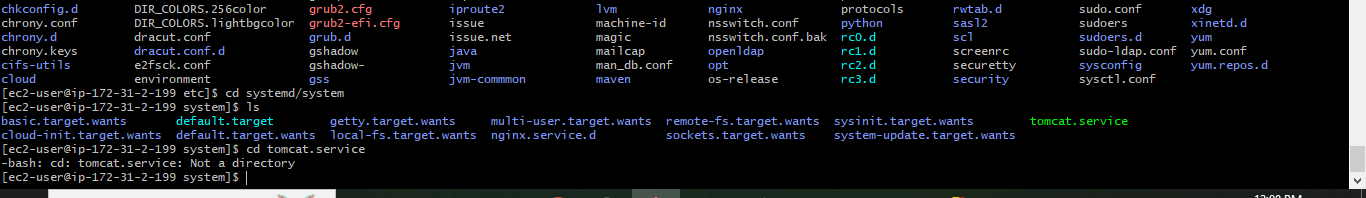 chkconfig.d DIR_COLORS.256color grub2.cfg iproute2 lvm nginx protocols rwtab.d sudo.conf xdg
chrony.conf DIR_COLORS.lightbgcolor grub2-efi.cfg issue machine-id nsswitch.conf python sasl2 sudoers xinetd.d
chrony.d dracut.conf grub.d issue.net magic nsswitch.conf.bak rc0.d scl sudoers.d yum
chrony.keys dracut.conf.d gshadow java mailcap openldap rc1.d screenrc sudo-ldap.conf yum.conf
cifs-utils e2fsck.conf gshadow- jvm man_db.conf opt rc2.d securetty sysconfig yum.repos.d
cloud environment gss jvm-commmon maven os-release rc3.d security sysctl.conf
[ec2-user@ip-172-31-2-199 etc]$ cd systemd/system
[ec2-user@ip-172-31-2-199 system]$ ls
basic.target.wants default.target getty.target.wants multi-user.target.wants remote-fs.target.wants sysinit.target.wants tomcat.service
cloud-init.target.wants default.target.wants local-fs.target.wants nginx.service.d sockets.target.wants system-update.target.wants
[ec2-user@ip-172-31-2-199 system]$ cd tomcat.service
-bash: cd: tomcat.service: Not a directory
[ec2-user@ip-172-31-2-199 system]$